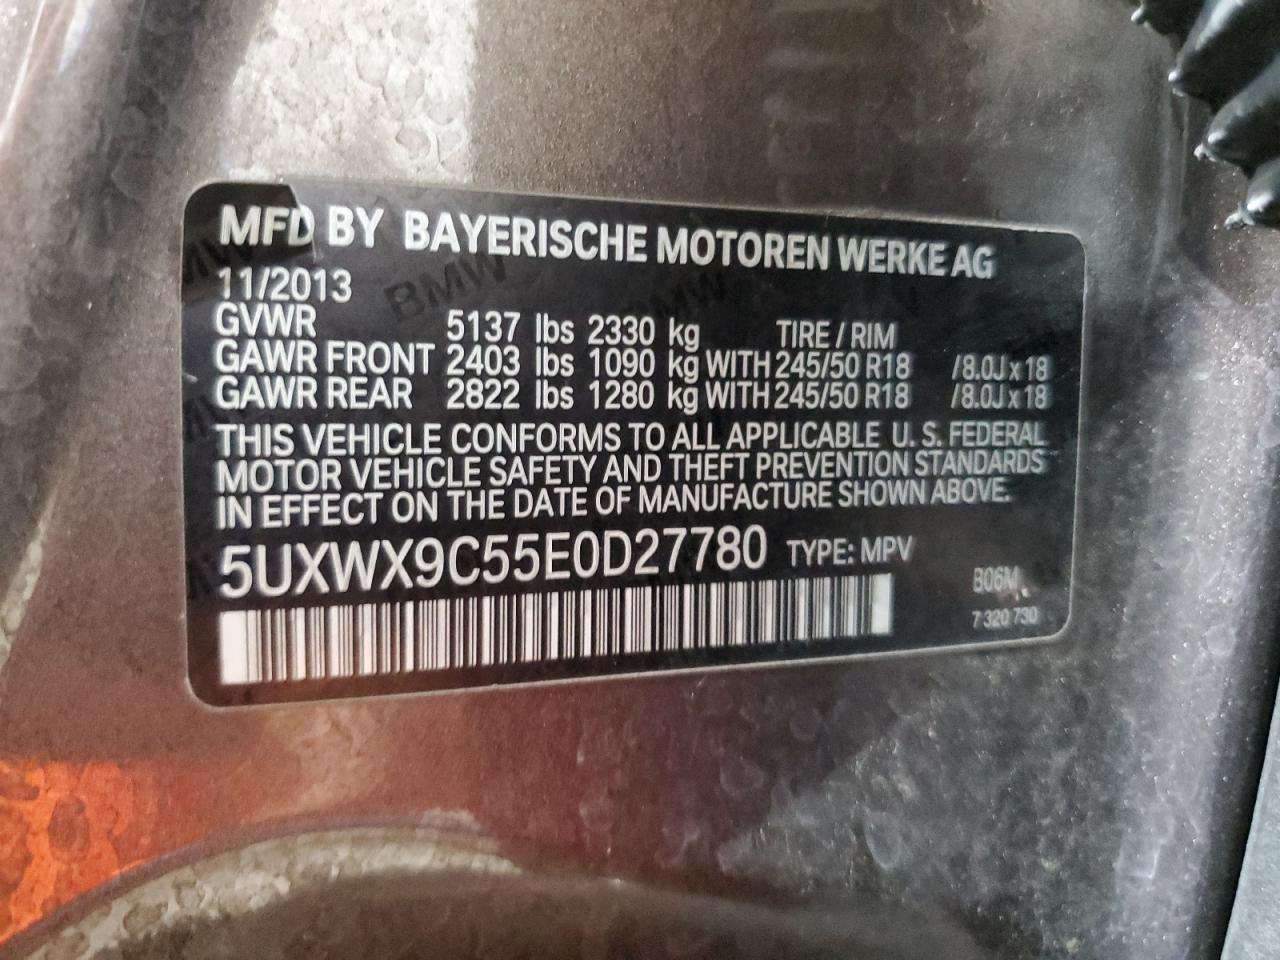 MFD BY BAYERISCHE MOTOREN WERKE AG
11/2013
GVWR 5137 lbs 2330 kg TIRE / RIM
GAWR FRONT 2403 lbs 1090 kg WITH 245/50 R18 /8.0J x 18
GAWR REAR 2822 lbs 1280 kg WITH 245/50 R18 /8.0J x 18
THIS VEHICLE CONFORMS TO ALL APPLICABLE U.S. FEDERAL
MOTOR VEHICLE SAFETY AND THEFT PREVENTION STANDARDS
IN EFFECT ON THE DATE OF MANUFACTURE SHOWN ABOVE.
5UXWX9C55E0D27780 TYPE: MPV
B06M
7 320 730